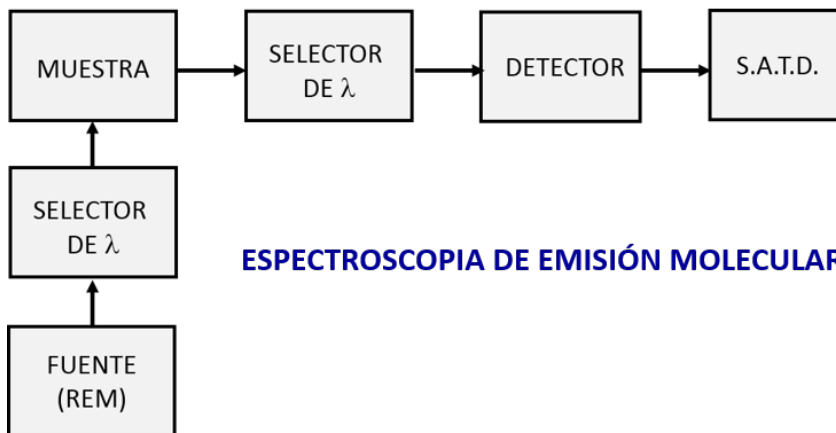 MUESTRA
SELECTOR
DE λ
DETECTOR
S.A.T.D.
SELECTOR
DE λ
ESPECTROSCOPIA DE EMISIÓN MOLECULAR
FUENTE
(REM)